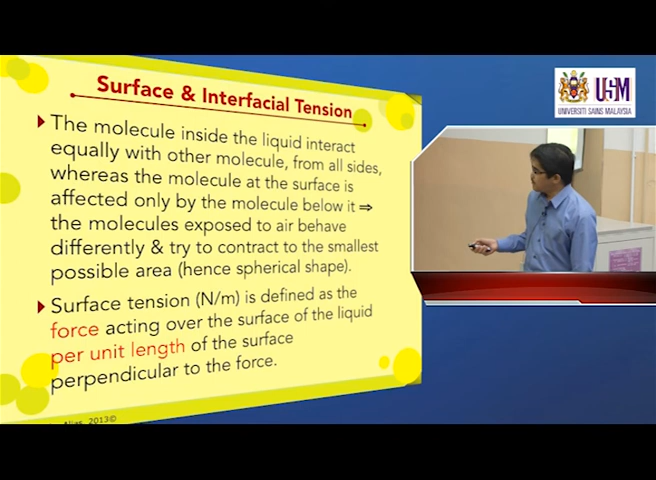 Surface & Interfacial Tension
The molecule inside the liquid interact
equally with other molecule, from all sides,
whereas the molecule at the surface is
affected only by the molecule below it ⇒
the molecules exposed to air behave
differently & try to contract to the smallest
possible area (hence spherical shape).
Surface tension (N/m) is defined as the
force acting over the surface of the liquid
per unit length of the surface
perpendicular to the force.
Alias, 2013©
USM
UNIVERSITI SAINS MALAYSIA